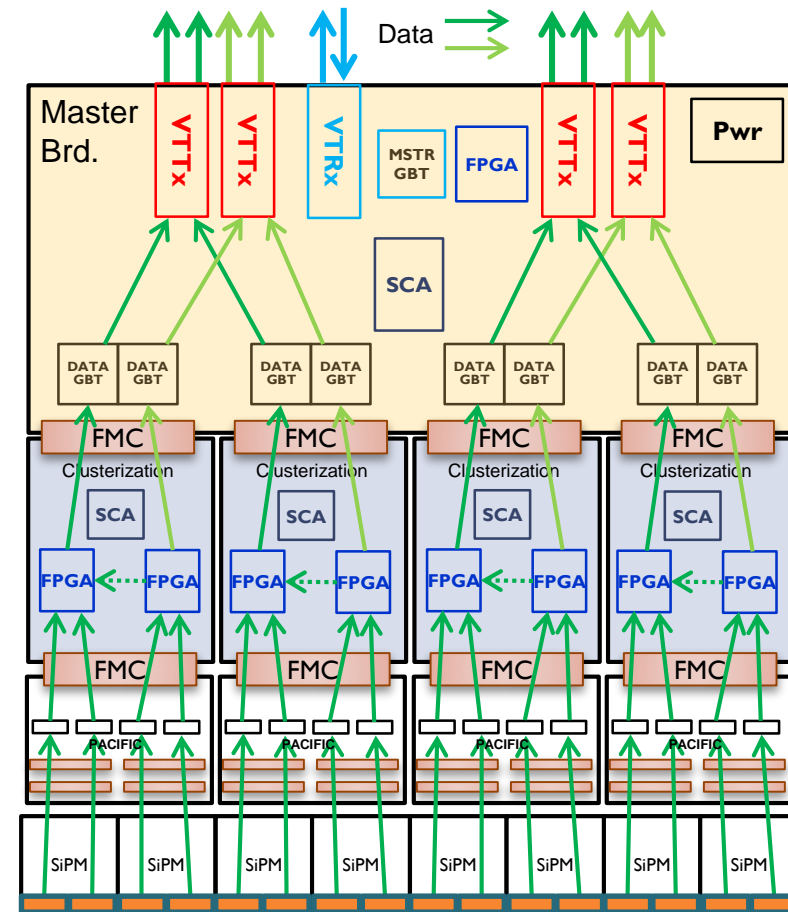 Data
Master
Brd.
VTTx
VTTx
VTRx
MSTR
GBT
FPGA
VTTx
VTTx
Pwr
SCA
DATA
GBT
DATA
GBT
DATA
GBT
DATA
GBT
DATA
GBT
DATA
GBT
DATA
GBT
DATA
GBT
FMC
FMC
FMC
FMC
Clusterization
Clusterization
Clusterization
Clusterization
SCA
SCA
SCA
SCA
FPGA
FPGA
FPGA
FPGA
FPGA
FPGA
FPGA
FPGA
FMC
FMC
FMC
FMC
PACIFIC
PACIFIC
PACIFIC
PACIFIC
SiPM
SiPM
SiPM
SiPM
SiPM
SiPM
SiPM
SiPM